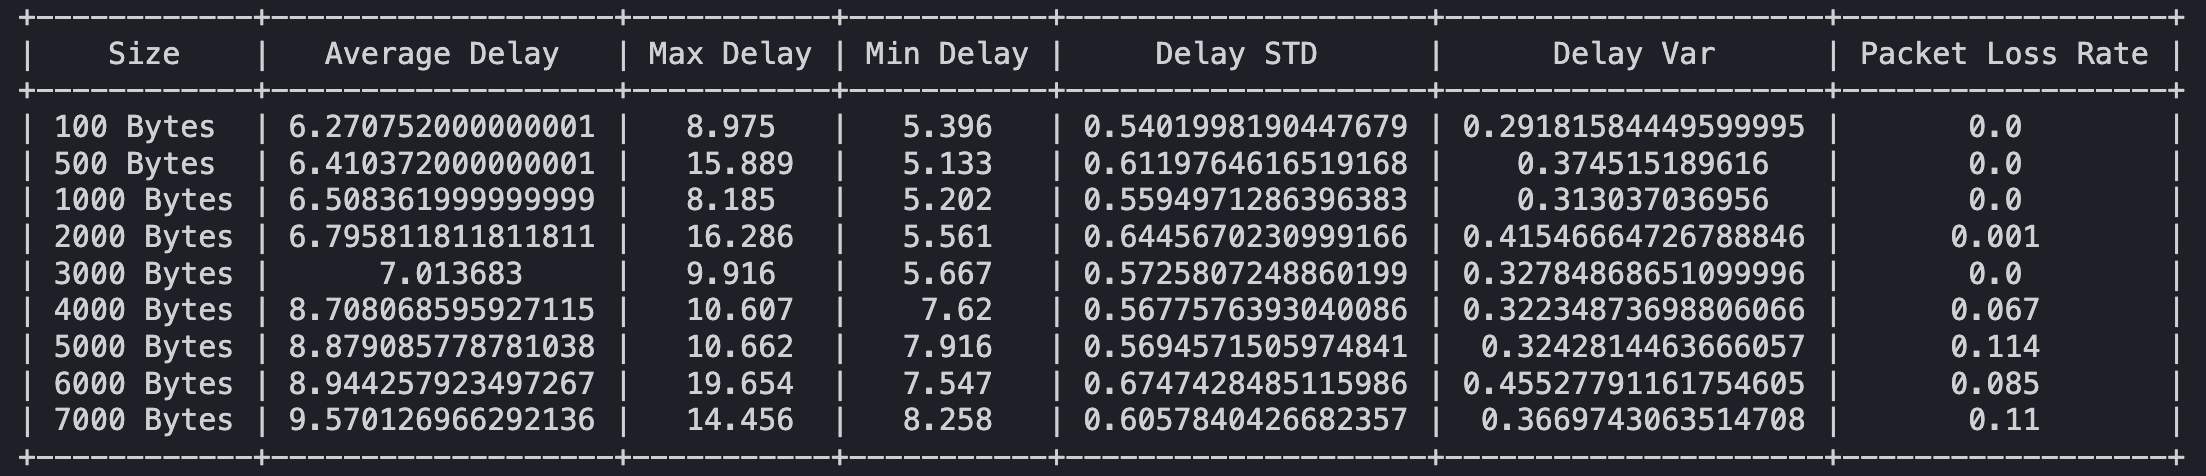 +------------+-------------------+-----------+-----------+--------------------+---------------------+------------------+
|    Size    |   Average Delay   | Max Delay | Min Delay |     Delay STD      |      Delay Var      | Packet Loss Rate |
+------------+-------------------+-----------+-----------+--------------------+---------------------+------------------+
| 100 Bytes  | 6.270752000000001 |   8.975   |   5.396   | 0.5401998190447679 | 0.29181584449599995 |       0.0        |
| 500 Bytes  | 6.410372000000001 |   15.889  |   5.133   | 0.6119764616519168 |    0.374515189616   |       0.0        |
| 1000 Bytes | 6.508361999999999 |   8.185   |   5.202   | 0.5594971286396383 |    0.313037036956   |       0.0        |
| 2000 Bytes | 6.795811811811811 |   16.286  |   5.561   | 0.6445670230999166 | 0.41546664726788846 |      0.001       |
| 3000 Bytes |      7.013683     |   9.916   |   5.667   | 0.5725807248860199 | 0.32784868651099996 |       0.0        |
| 4000 Bytes | 8.708068595927115 |   10.607  |    7.62   | 0.5677576393040086 | 0.32234873698806066 |      0.067       |
| 5000 Bytes | 8.879085778781038 |   10.662  |   7.916   | 0.5694571505974841 |  0.3242814463666057 |      0.114       |
| 6000 Bytes | 8.944257923497267 |   19.654  |   7.547   | 0.6747428485115986 | 0.45527791161754605 |      0.085       |
| 7000 Bytes | 9.570126966292136 |   14.456  |   8.258   | 0.6057840426682357 |  0.3669743063514708 |       0.11       |
+------------+-------------------+-----------+-----------+--------------------+---------------------+------------------+